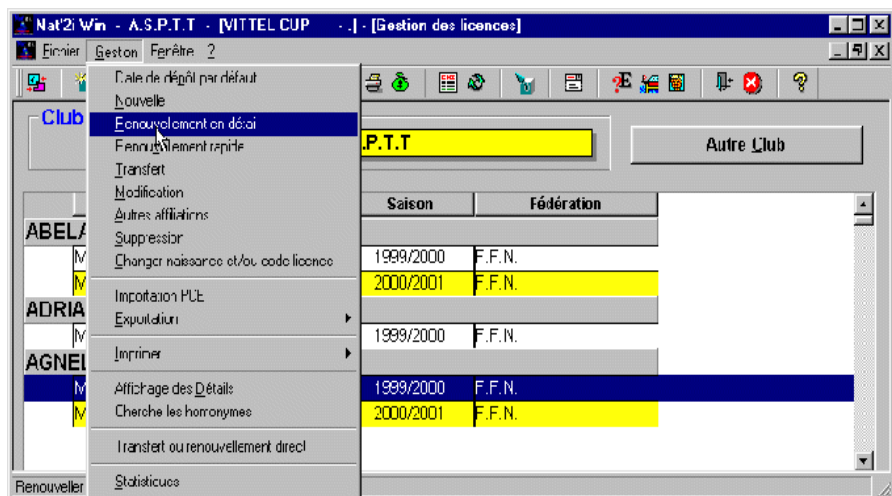 Nat'2i Win - A.S.P.T.T - [VITTEL CUP - .] - [Gestion des licences]
Fichier Gestion Fenêtre ?
Date de dépôt par défaut
Nouvelle
Renouvellement en détail
Renouvellement rapide
Transfert
Modification
Autres affiliations
Suppression
Changer naissance et/ou code licence
Importation PCE
Exportation
Imprimer
Affichage des Détails
Cherche les homonymes
Transfert ou renouvellement direct
Statistiques
Club
.P.T.T
Autre Club
Saison Fédération
ABELA
M 1999/2000 F.F.N.
M 2000/2001 F.F.N.
ADRIA
M 1999/2000 F.F.N.
AGNEL
M 1999/2000 F.F.N.
M 2000/2001 F.F.N.
Renouveller